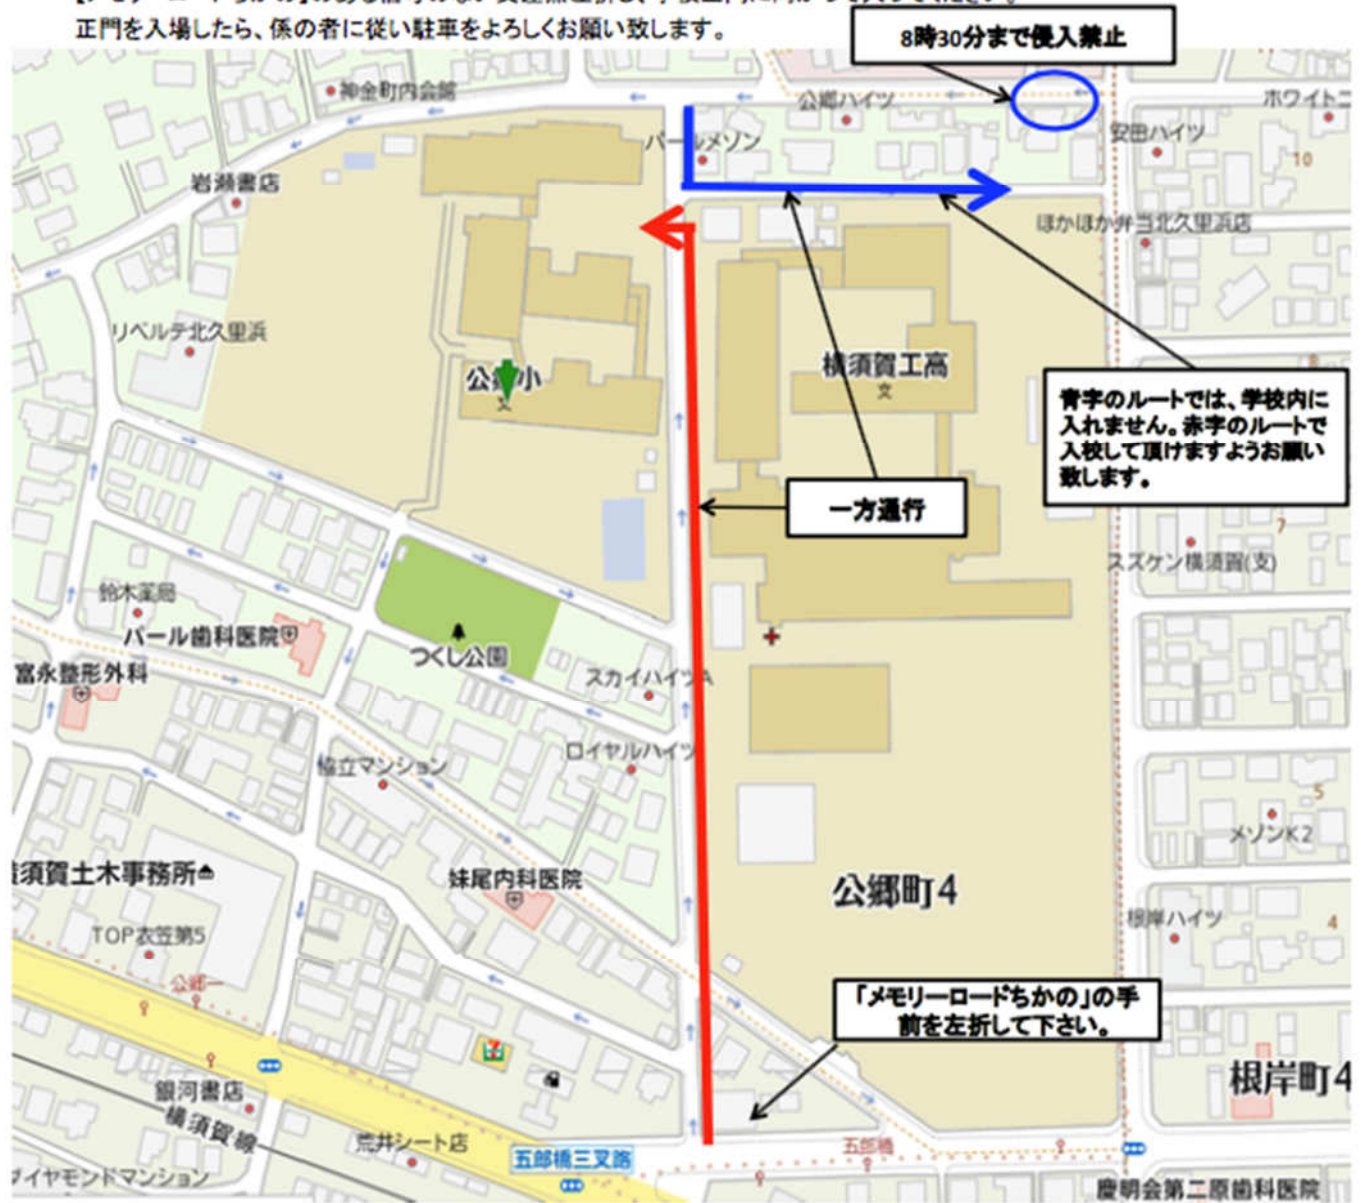 正門を入場したら、係の者に従い駐車をよろしくお願い致します。
8時30分まで侵入禁止
神金町内会館
公郷ハイツ
ホワイトニ
パールメゾン
安田ハイツ
10
岩瀬書店
ほかほか弁当北久里浜店
リベルテ北久里浜
公郷小
文
横須賀工高
文
青字のルートでは、学校内に
入れません。赤字のルートで
入校して頂けますようお願い
致します。
一方通行
7
スズケン横須賀(支)
鈴木薬局
パール歯科医院
つくし公園
富永整形外科
スカイハイツA
ロイヤルハイツ
協立マンション
5
メゾンK2
須賀土木事務所
妹尾内科医院
公郷町4
根岸ハイツ
4
TOP衣笠第5
公郷一
「メモリーロードちかの」の手
前を左折して下さい。
7
根岸町4
銀河書店
横須賀線
荒井シート店
五郎橋三叉路
五郎橋
ダイヤモンドマンション
慶明会第二原歯科医院